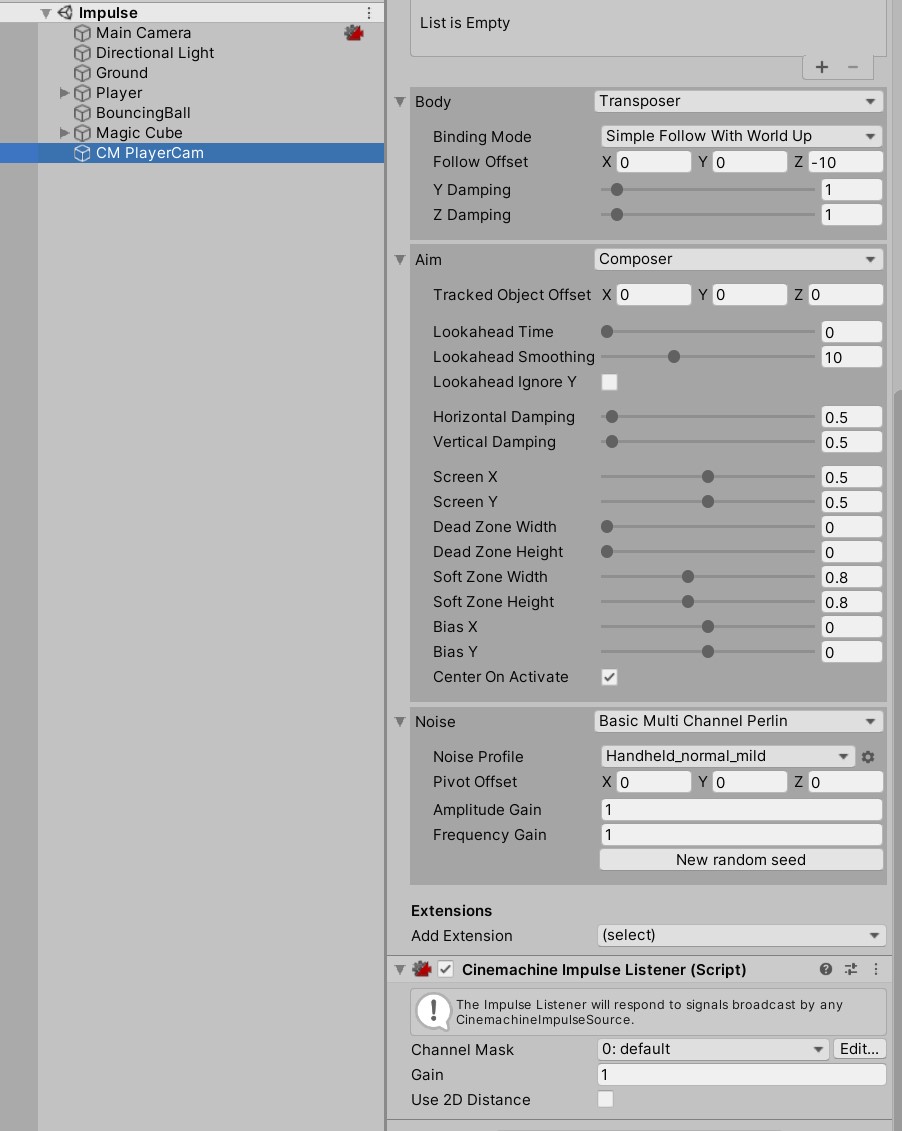 Impulse
Main Camera
Directional Light
Ground
Player
BouncingBall
Magic Cube
CM PlayerCam
List is Empty
Body Transposer
Binding Mode Simple Follow With World Up
Follow Offset X 0 Y 0 Z -10
Y Damping 1
Z Damping 1
Aim Composer
Tracked Object Offset X 0 Y 0 Z 0
Lookahead Time 0
Lookahead Smoothing 10
Lookahead Ignore Y
Horizontal Damping 0.5
Vertical Damping 0.5
Screen X 0.5
Screen Y 0.5
Dead Zone Width 0
Dead Zone Height 0
Soft Zone Width 0.8
Soft Zone Height 0.8
Bias X 0
Bias Y 0
Center On Activate
Noise Basic Multi Channel Perlin
Noise Profile Handheld_normal_mild
Pivot Offset X 0 Y 0 Z 0
Amplitude Gain 1
Frequency Gain 1
New random seed
Extensions
Add Extension (select)
Cinemachine Impulse Listener (Script)
The Impulse Listener will respond to signals broadcast by any
CinemachineImpulseSource.
Channel Mask 0: default Edit...
Gain 1
Use 2D Distance